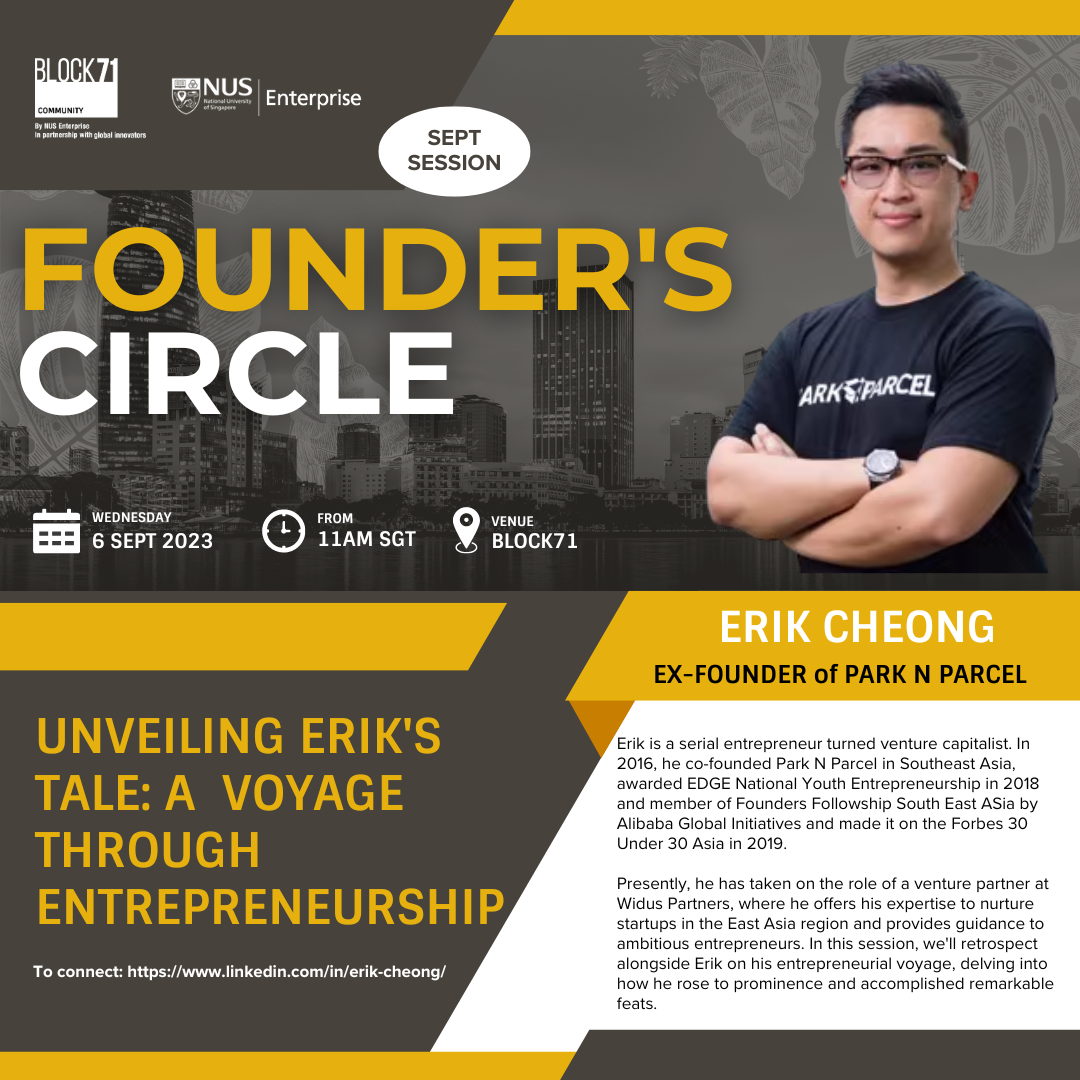 BLOCK71
COMMUNITY
By NUS Enterprise
In partnership with global innovators
NUS
National University
of Singapore
Enterprise
SEPT
SESSION
FOUNDER'S
CIRCLE
WEDNESDAY
6 SEPT 2023
FROM
11AM SGT
VENUE
BLOCK71
ARK PARCEL
ERIK CHEONG
EX-FOUNDER of PARK N PARCEL
UNVEILING ERIK'S
TALE: A  VOYAGE
THROUGH
ENTREPRENEURSHIP
To connect: https://www.linkedin.com/in/erik-cheong/
Erik is a serial entrepreneur turned venture capitalist. In
2016, he co-founded Park N Parcel in Southeast Asia,
awarded EDGE National Youth Entrepreneurship in 2018
and member of Founders Followship South East ASia by
Alibaba Global Initiatives and made it on the Forbes 30
Under 30 Asia in 2019.
Presently, he has taken on the role of a venture partner at
Widus Partners, where he offers his expertise to nurture
startups in the East Asia region and provides guidance to
ambitious entrepreneurs. In this session, we'll retrospect
alongside Erik on his entrepreneurial voyage, delving into
how he rose to prominence and accomplished remarkable
feats.